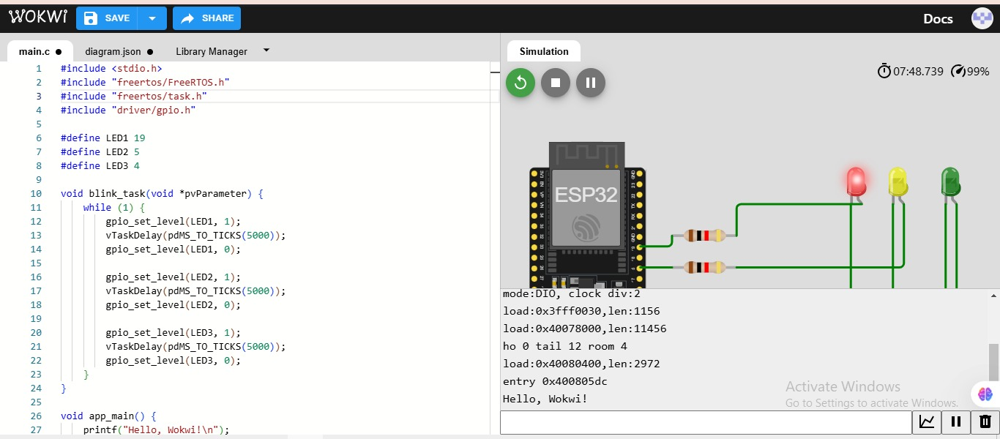 WOKWI SAVE SHARE Docs
main.c diagram.json Library Manager
Simulation
07:48.739 99%
1 #include <stdio.h>
2 #include "freertos/FreeRTOS.h"
3 #include "freertos/task.h"
4 #include "driver/gpio.h"
5
6 #define LED1 19
7 #define LED2 5
8 #define LED3 4
9
10 void blink_task(void *pvParameter) {
11 while (1) {
12 gpio_set_level(LED1, 1);
13 vTaskDelay(pdMS_TO_TICKS(5000));
14 gpio_set_level(LED1, 0);
15
16 gpio_set_level(LED2, 1);
17 vTaskDelay(pdMS_TO_TICKS(5000));
18 gpio_set_level(LED2, 0);
19
20 gpio_set_level(LED3, 1);
21 vTaskDelay(pdMS_TO_TICKS(5000));
22 gpio_set_level(LED3, 0);
23 }
24 }
25
26 void app_main() {
27 printf("Hello, Wokwi!\n");
ESP32
mode:DIO, clock div:2
load:0x3fff0030,len:1156
load:0x40078000,len:11456
ho 0 tail 12 room 4
load:0x40080400,len:2972
entry 0x400805dc
Hello, Wokwi!
Activate Windows
Go to Settings to activate Windows.